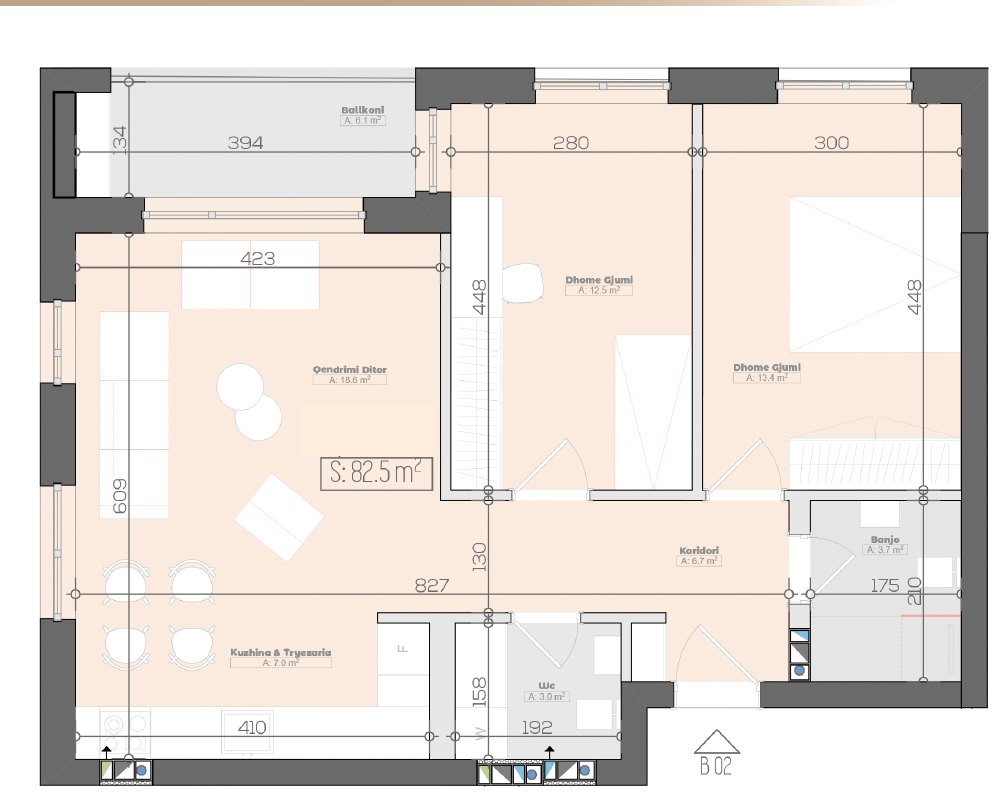 Ballkoni
A: 6.1 m²
134
394
280
300
423
448
448
Dhome Gjumi
A: 12.5 m²
Qendrimi Ditor
A: 18.6 m²
Dhome Gjumi
A: 13.4 m²
S: 82.5 m²
609
Banjo
A: 3.7 m²
Koridori
A: 6.7 m²
130
827
175
210
F
Kuzhina & Tryezaria
A: 7.0 m²
Wc
A: 3.0 m²
158
410
W
192
B 02